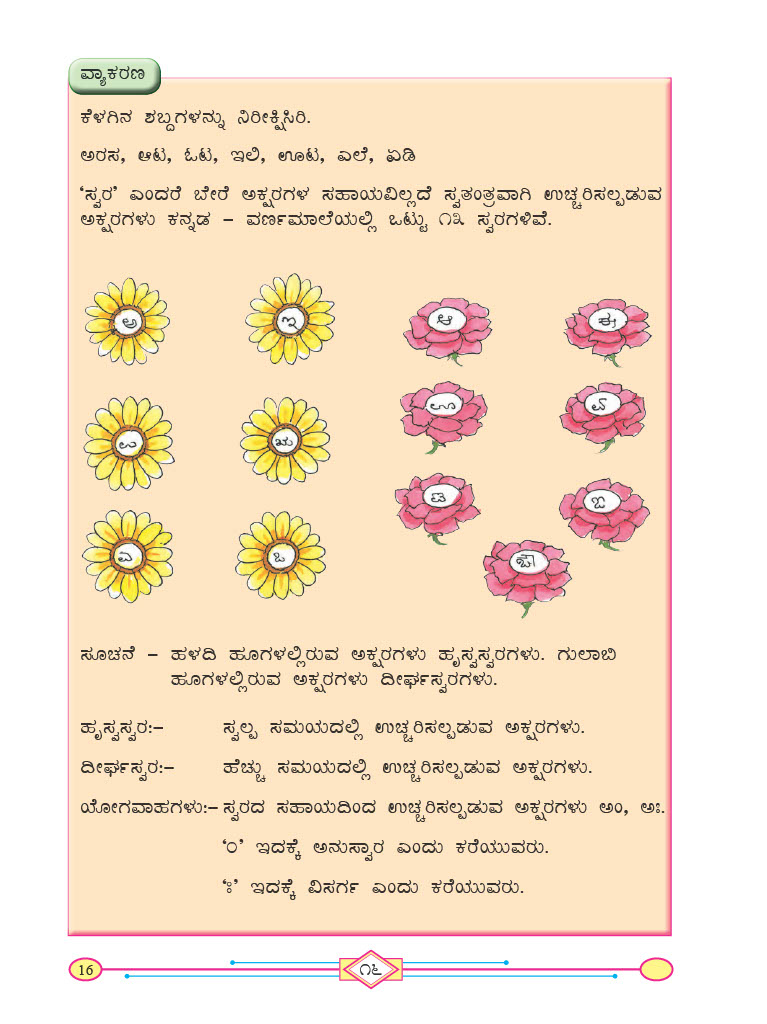 ವ್ಯಾಕರಣ
ಕೆಳಗಿನ ಶಬ್ದಗಳನ್ನು ನಿರೀಕ್ಷಿಸಿರಿ.
ಅರಸ, ಆಟ, ಓಟ, ಇಲಿ, ಊಟ, ಎಲೆ, ಏಡಿ
‘ಸ್ವರ’ ಎಂದರೆ ಬೇರೆ ಅಕ್ಷರಗಳ ಸಹಾಯವಿಲ್ಲದೆ ಸ್ವತಂತ್ರವಾಗಿ ಉಚ್ಚರಿಸಲ್ಪಡುವ
ಅಕ್ಷರಗಳು ಕನ್ನಡ – ವರ್ಣಮಾಲೆಯಲ್ಲಿ ಒಟ್ಟು ೧೩ ಸ್ವರಗಳಿವೆ.
ಅ ಇ ಆ ಈ
ಉ ಋ ಊ ಏ
ಎ ಒ ಓ ಐ
ಔ
ಸೂಚನೆ – ಹಳದಿ ಹೂಗಳಲ್ಲಿರುವ ಅಕ್ಷರಗಳು ಹೃಸ್ವಸ್ವರಗಳು. ಗುಲಾಬಿ
ಹೂಗಳಲ್ಲಿರುವ ಅಕ್ಷರಗಳು ದೀರ್ಘಸ್ವರಗಳು.
ಹೃಸ್ವಸ್ವರ:– ಸ್ವಲ್ಪ ಸಮಯದಲ್ಲಿ ಉಚ್ಚರಿಸಲ್ಪಡುವ ಅಕ್ಷರಗಳು.
ದೀರ್ಘಸ್ವರ:– ಹೆಚ್ಚು ಸಮಯದಲ್ಲಿ ಉಚ್ಚರಿಸಲ್ಪಡುವ ಅಕ್ಷರಗಳು.
ಯೋಗವಾಹಗಳು:– ಸ್ವರದ ಸಹಾಯದಿಂದ ಉಚ್ಚರಿಸಲ್ಪಡುವ ಅಕ್ಷರಗಳು ಅಂ, ಅಃ.
‘ಂ’ ಇದಕ್ಕೆ ಅನುಸ್ವಾರ ಎಂದು ಕರೆಯುವರು.
‘ಃ’ ಇದಕ್ಕೆ ವಿಸರ್ಗ ಎಂದು ಕರೆಯುವರು.
16 ೧೬